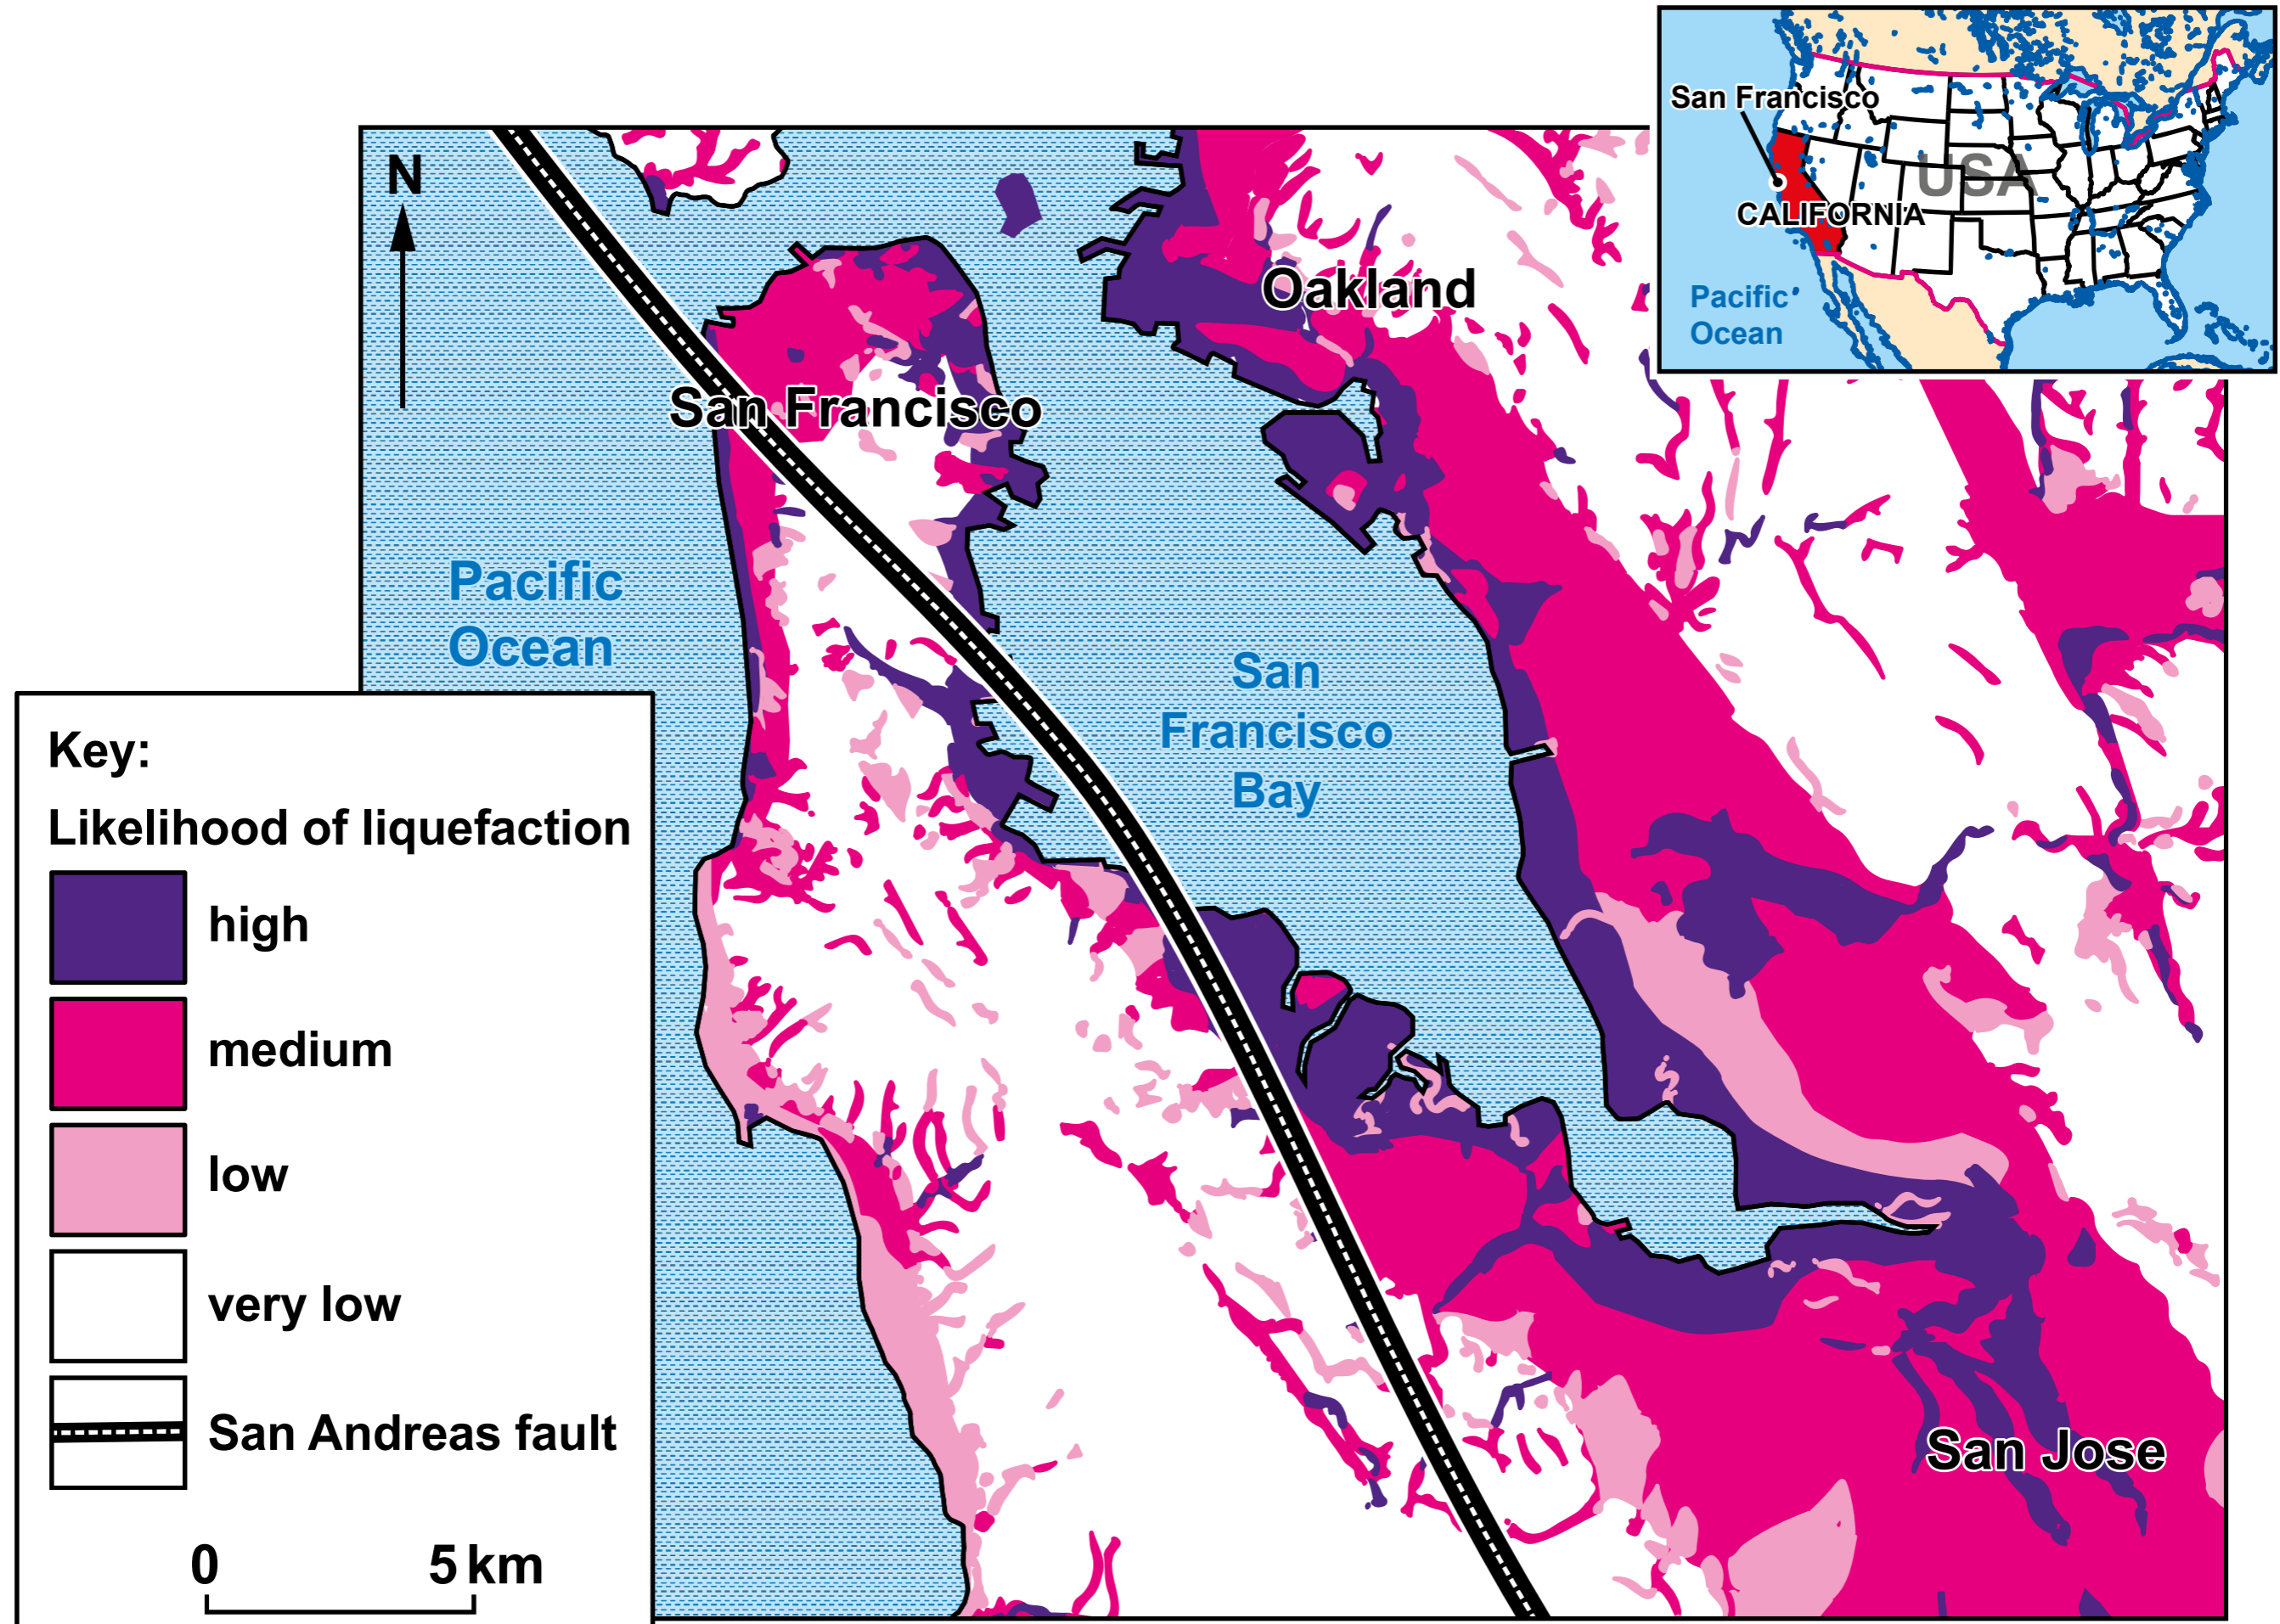 San Francisco
USA
CALIFORNIA
Pacific
Ocean
N
Oakland
San Francisco
Pacific
Ocean
San
Francisco
Bay
San Jose
Key:
Likelihood of liquefaction
high
medium
low
very low
San Andreas fault
0 5 km